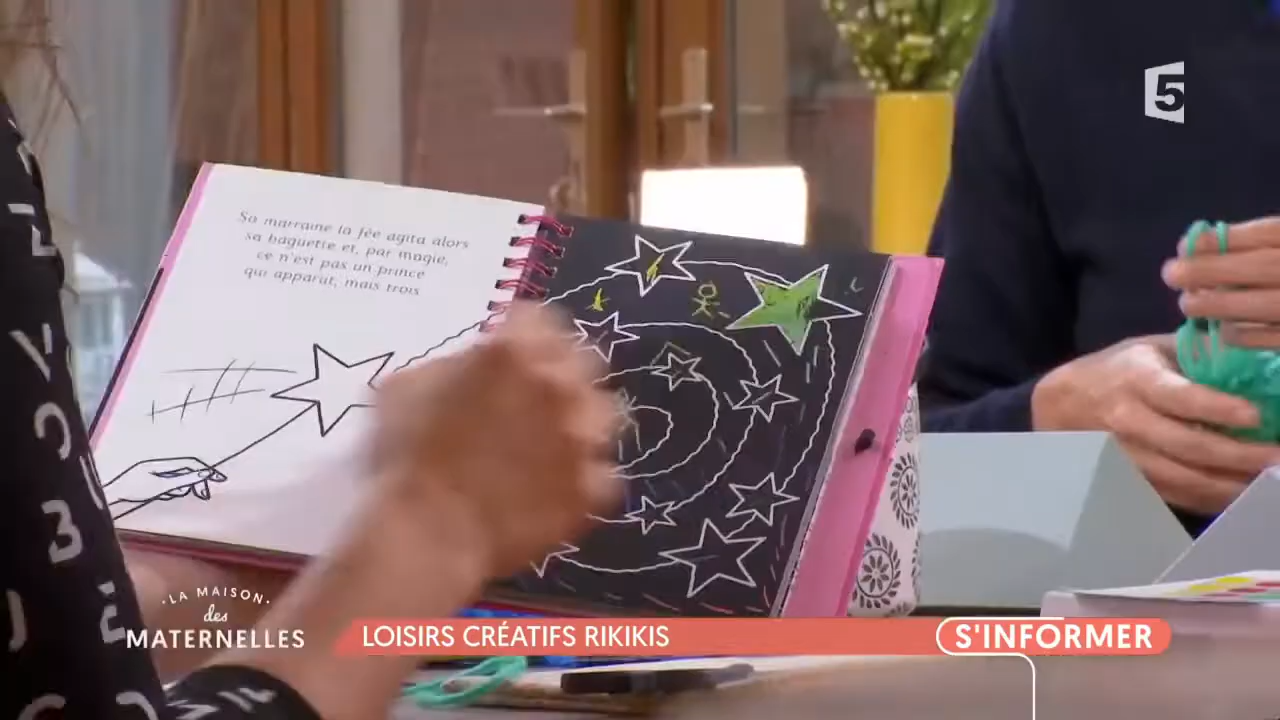 5
Sa marraine la fée agita alors
sa baguette et, par magie,
ce n'est pas un prince
qui apparut, mais trois
LA MAISON
des
MATERNELLES
LOISIRS CRÉATIFS RIKIKIS
S'INFORMER